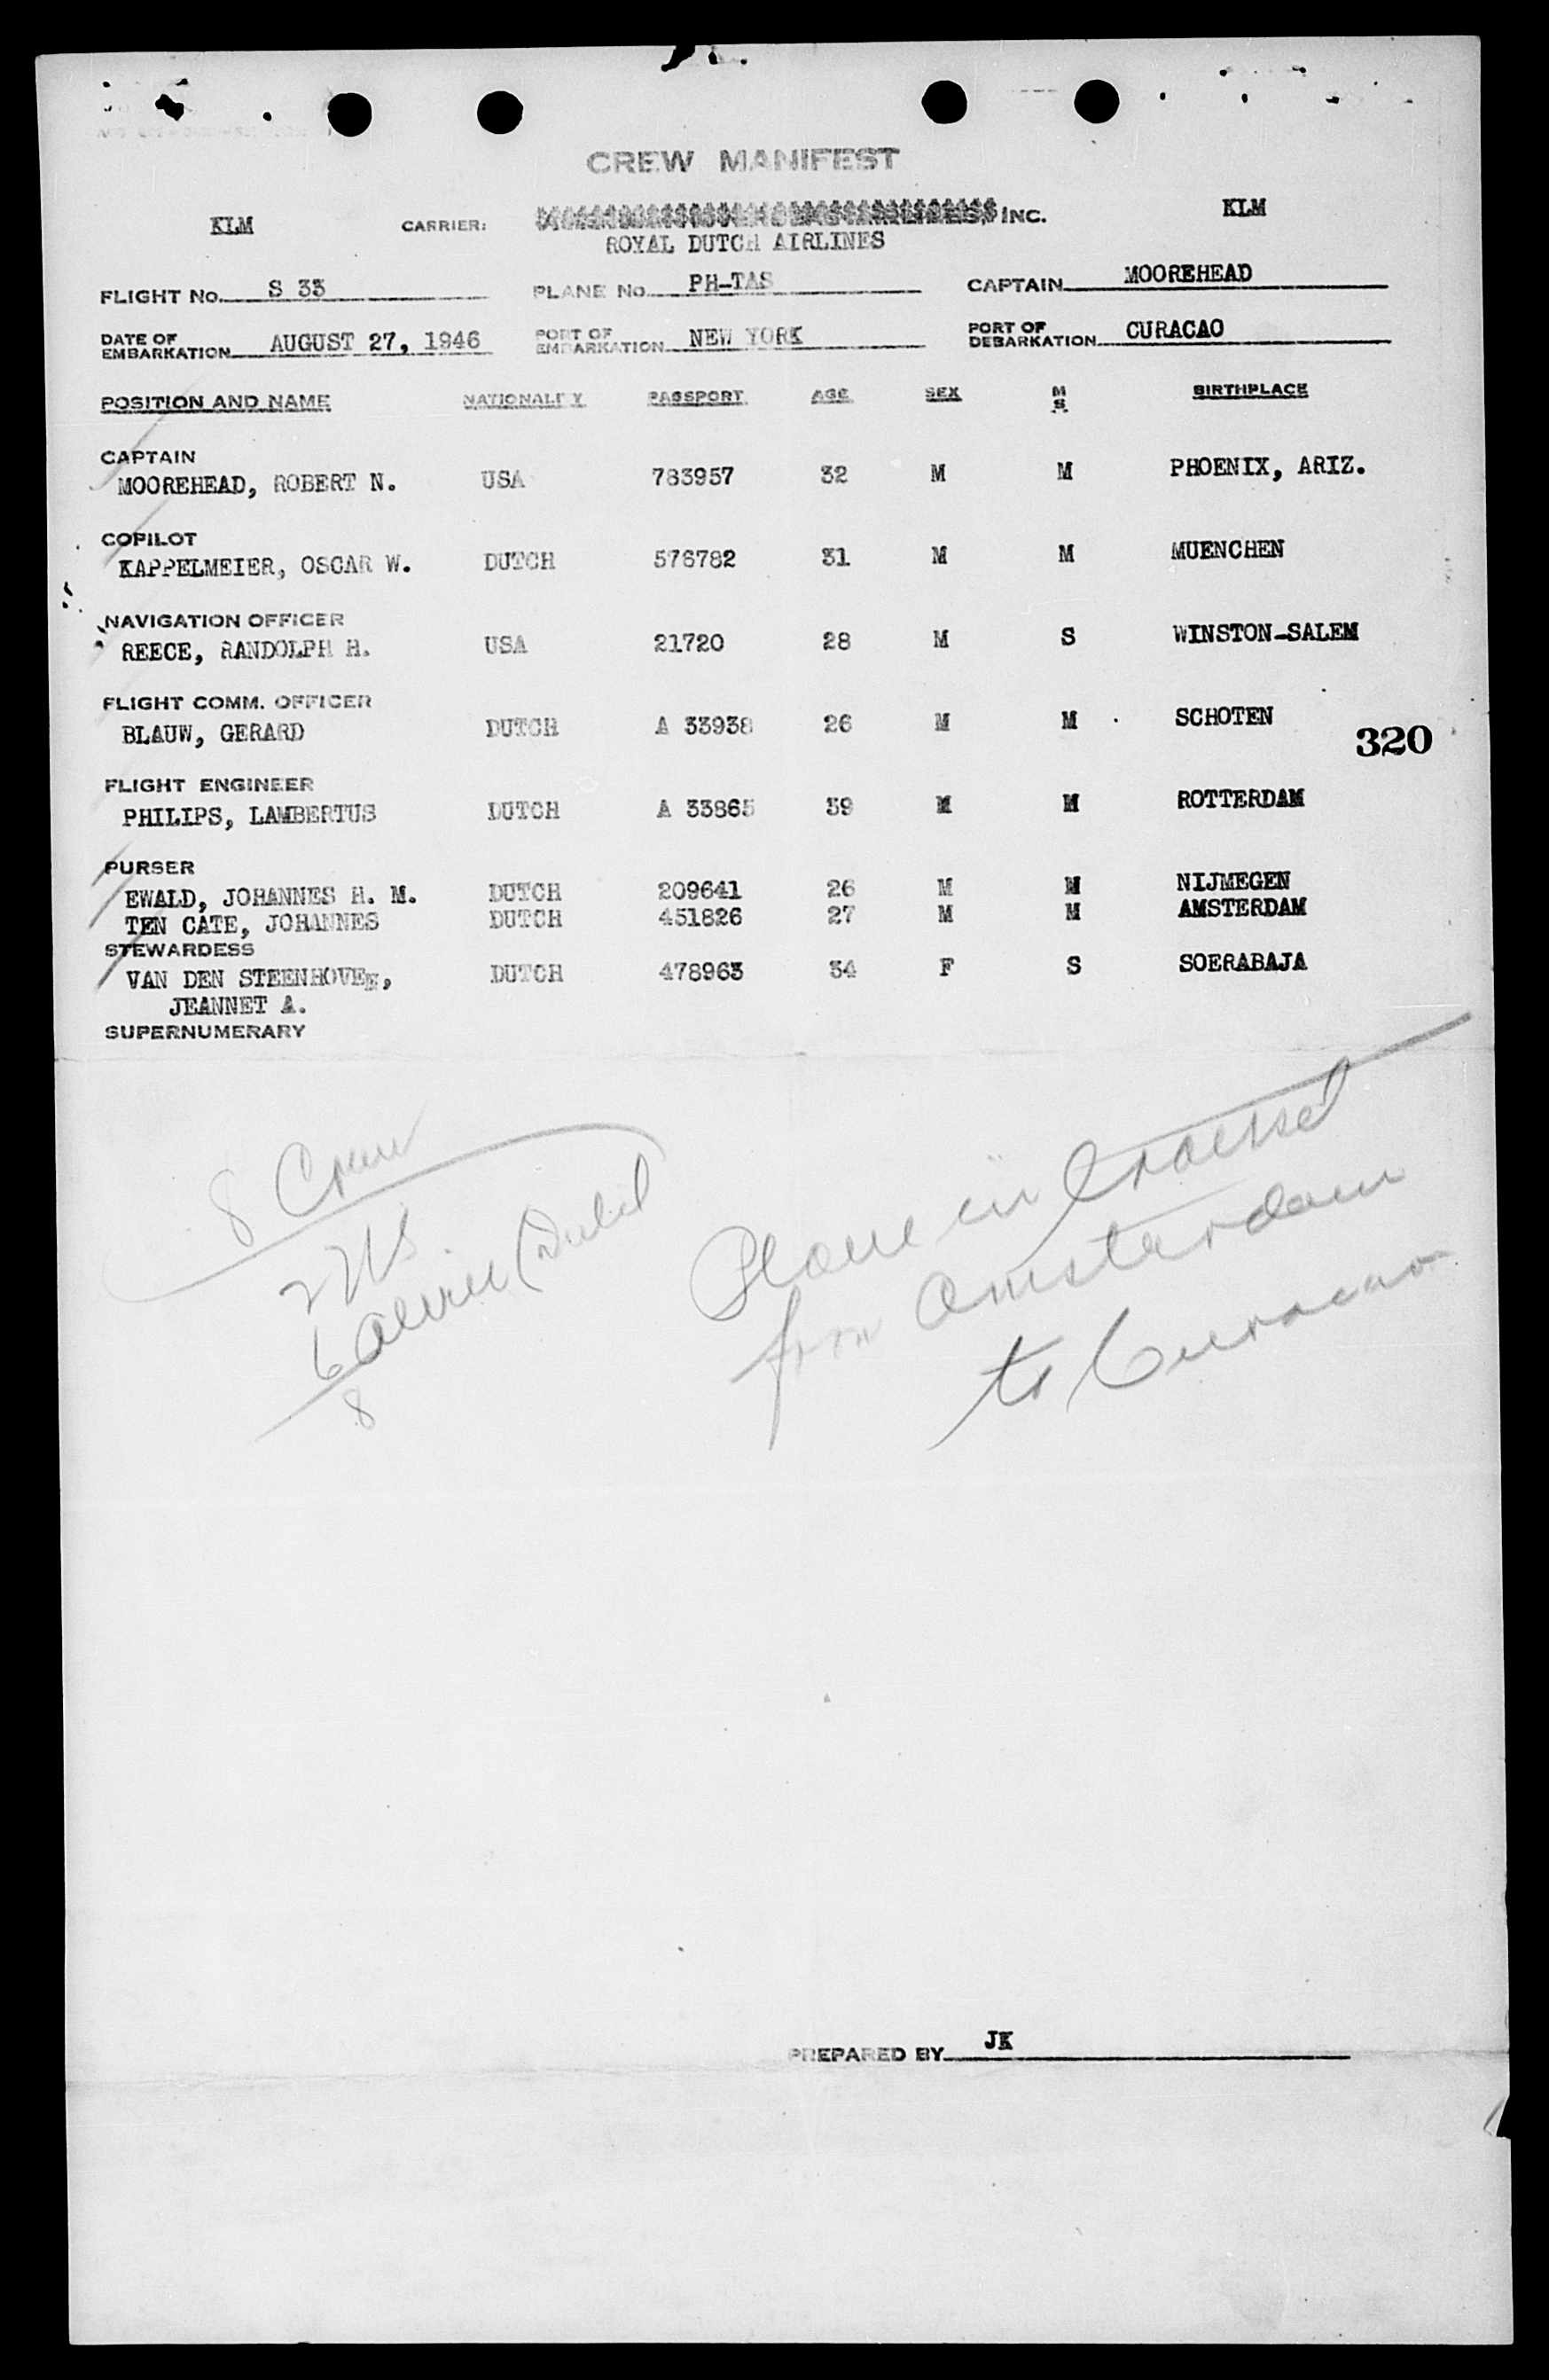 CREW MANIFEST
KLM CARRIER: INC. KLM
ROYAL DUTCH AIRLINES
FLIGHT No. S 33 PLANE No. PH-TAS CAPTAIN MOOREHEAD
DATE OF EMBARKATION AUGUST 27, 1946 PORT OF EMBARKATION NEW YORK PORT OF DEBARKATION CURACAO
POSITION AND NAME NATIONALITY PASSPORT AGE SEX M S BIRTHPLACE
CAPTAIN
MOOREHEAD, ROBERT N. USA 783957 32 M M PHOENIX, ARIZ.
COPILOT
KAPPELMEIER, OSCAR W. DUTCH 576782 31 M M MUENCHEN
NAVIGATION OFFICER
REECE, RANDOLPH H. USA 21720 28 M S WINSTON-SALEM
FLIGHT COMM. OFFICER
BLAUW, GERARD DUTCH A 33938 26 M M SCHOTEN
320
FLIGHT ENGINEER
PHILIPS, LAMBERTUS DUTCH A 33865 39 M M ROTTERDAM
PURSER
EWALD, JOHANNES H. M. DUTCH 209641 26 M M NIJMEGEN
TEN CATE, JOHANNES DUTCH 451826 27 M M AMSTERDAM
STEWARDESS
VAN DEN STEENHOVEN, DUTCH 478963 34 F S SOERABAJA
JEANNET A.
SUPERNUMERARY
8 Crew
2 US
6 Aliens (Dutch
8
Plane in
from Amsterdam
to Curacao
PREPARED BY JK